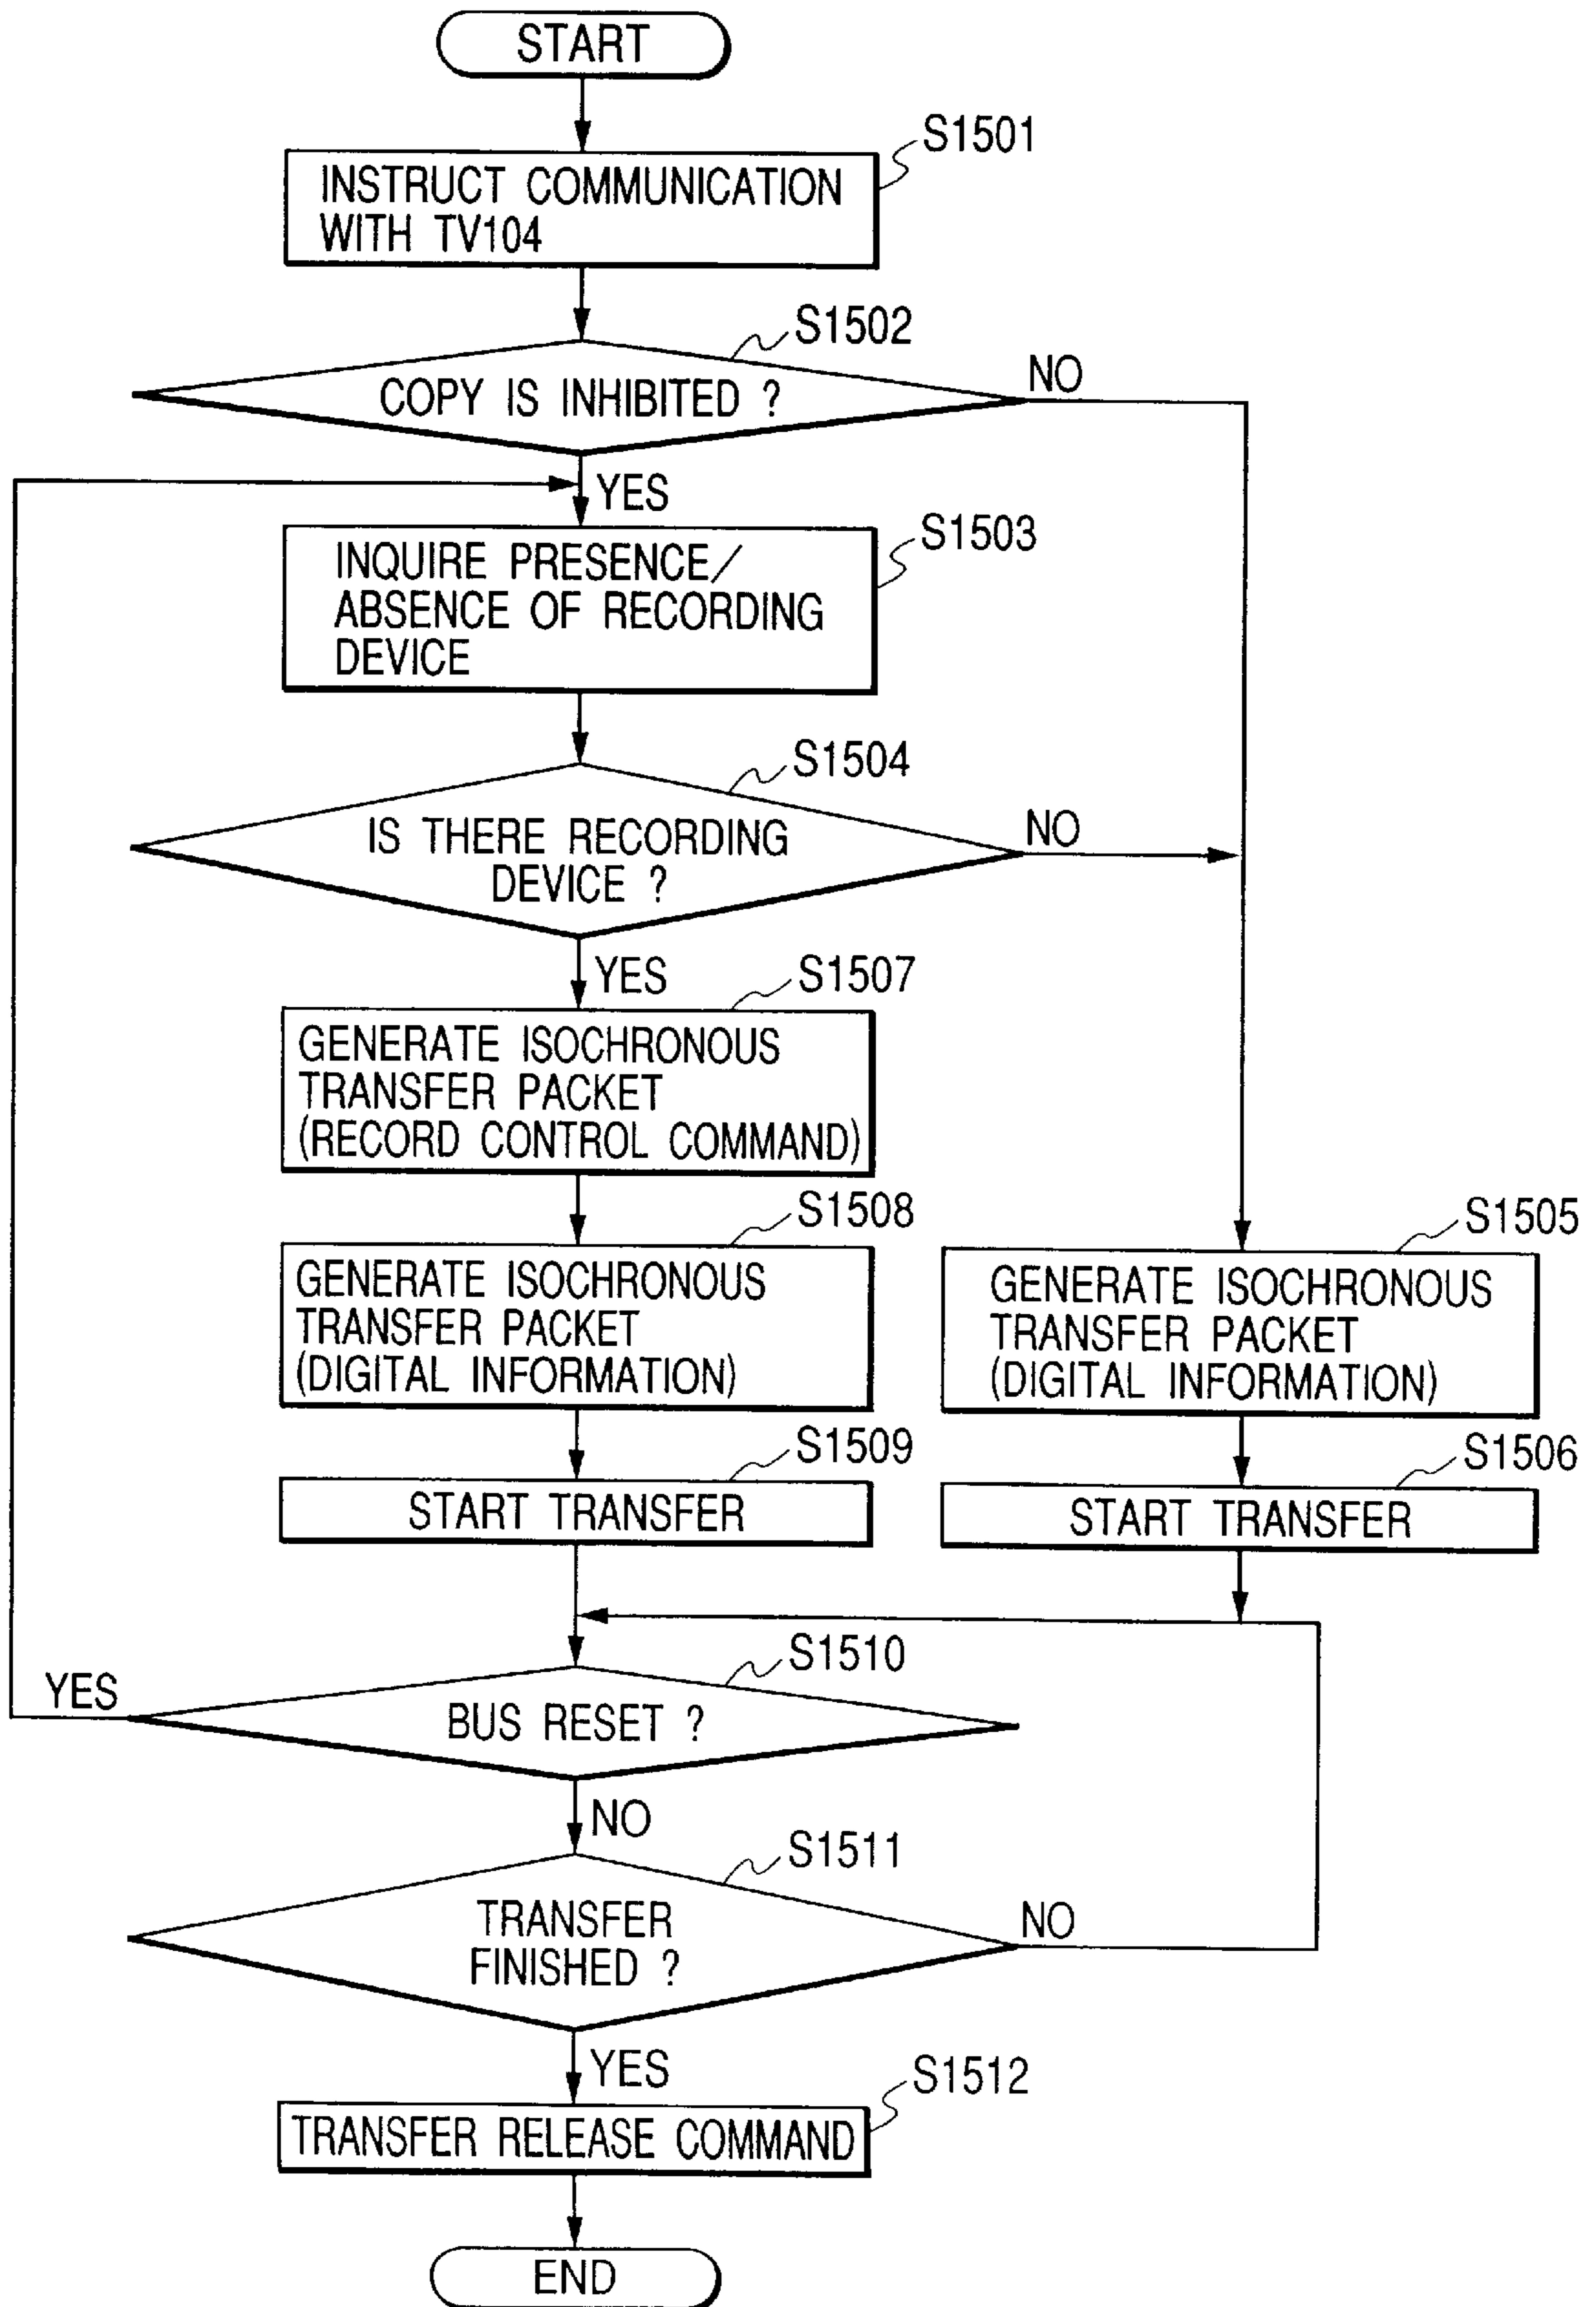 START
S1501
INSTRUCT COMMUNICATION
WITH TV104
S1502
COPY IS INHIBITED ?
NO
YES
S1503
INQUIRE PRESENCE/
ABSENCE OF RECORDING
DEVICE
S1504
IS THERE RECORDING
DEVICE ?
NO
YES
S1507
GENERATE ISOCHRONOUS
TRANSFER PACKET
(RECORD CONTROL COMMAND)
S1508
GENERATE ISOCHRONOUS
TRANSFER PACKET
(DIGITAL INFORMATION)
S1505
GENERATE ISOCHRONOUS
TRANSFER PACKET
(DIGITAL INFORMATION)
S1509
START TRANSFER
S1506
START TRANSFER
S1510
YES
BUS RESET ?
NO
S1511
TRANSFER
FINISHED ?
NO
YES
S1512
TRANSFER RELEASE COMMAND
END